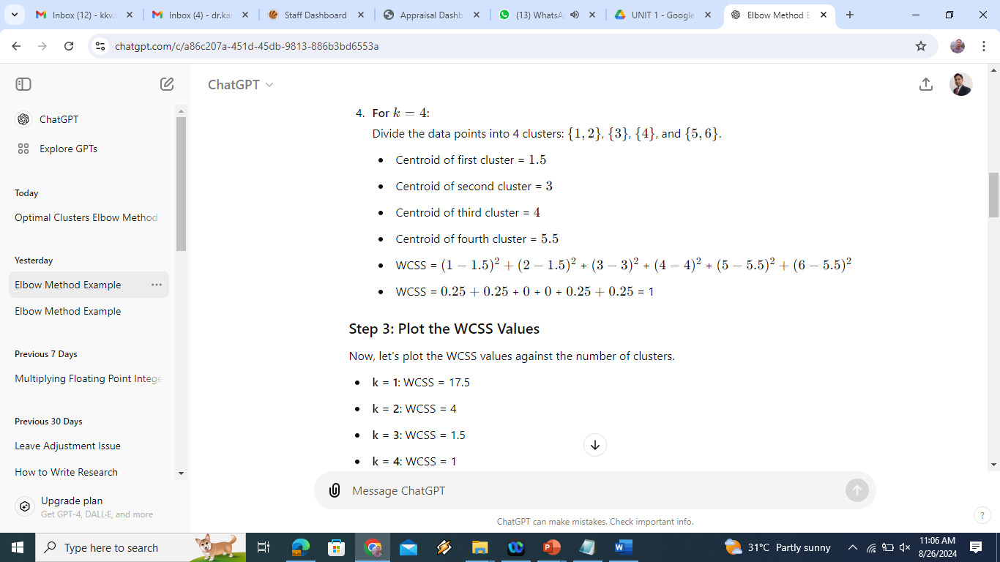 Inbox (12) - kkv
Inbox (4) - dr.ka
Staff Dashboard
Appraisal Dashb
(13) WhatsA
UNIT 1 - Google
Elbow Method E
chatgpt.com/c/a86c207a-451d-45db-9813-886b3bd6553a
ChatGPT
Explore GPTs
Today
Optimal Clusters Elbow Method
Yesterday
Elbow Method Example
Elbow Method Example
Previous 7 Days
Multiplying Floating Point Intege
Previous 30 Days
Leave Adjustment Issue
How to Write Research
Upgrade plan
Get GPT-4, DALL·E, and more
ChatGPT
4. For k = 4:
Divide the data points into 4 clusters: {1, 2}, {3}, {4}, and {5, 6}.
• Centroid of first cluster = 1.5
• Centroid of second cluster = 3
• Centroid of third cluster = 4
• Centroid of fourth cluster = 5.5
• WCSS = (1 − 1.5)² + (2 − 1.5)² + (3 − 3)² + (4 − 4)² + (5 − 5.5)² + (6 − 5.5)²
• WCSS = 0.25 + 0.25 + 0 + 0 + 0.25 + 0.25 = 1
Step 3: Plot the WCSS Values
Now, let's plot the WCSS values against the number of clusters.
• k = 1: WCSS = 17.5
• k = 2: WCSS = 4
• k = 3: WCSS = 1.5
• k = 4: WCSS = 1
Message ChatGPT
ChatGPT can make mistakes. Check important info.
?
Type here to search
31°C Partly sunny
11:06 AM
8/26/2024